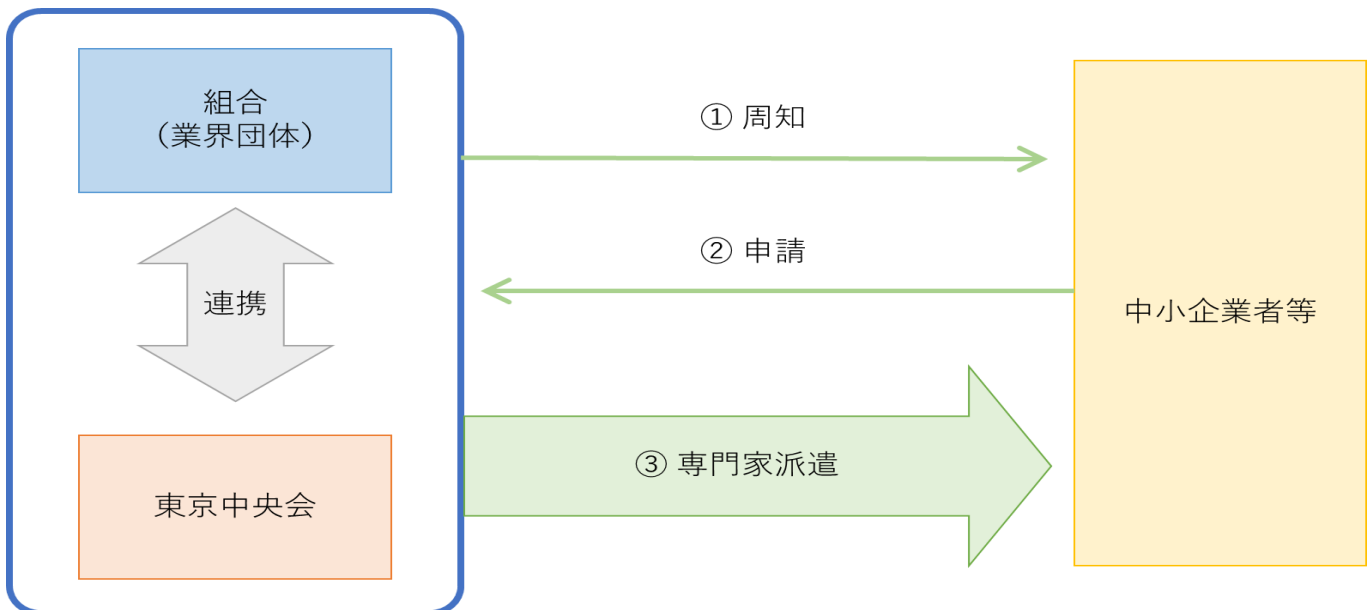 組合
（業界団体）
連携
東京中央会
① 周知
② 申請
③ 専門家派遣
中小企業者等